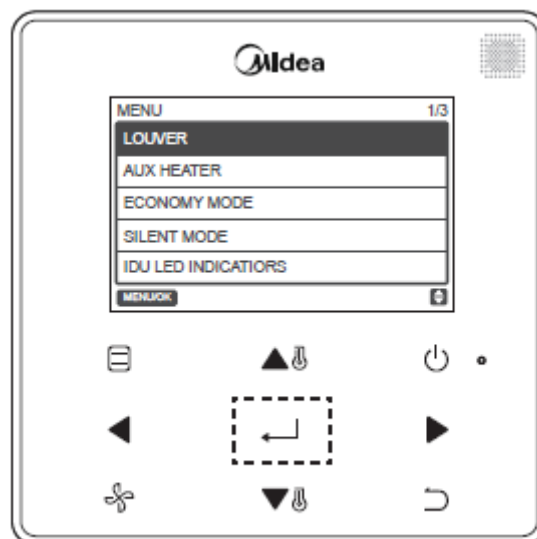 Midea
MENU 1/3
LOUVER
AUX HEATER
ECONOMY MODE
SILENT MODE
IDU LED INDICATIORS
MENU/OK